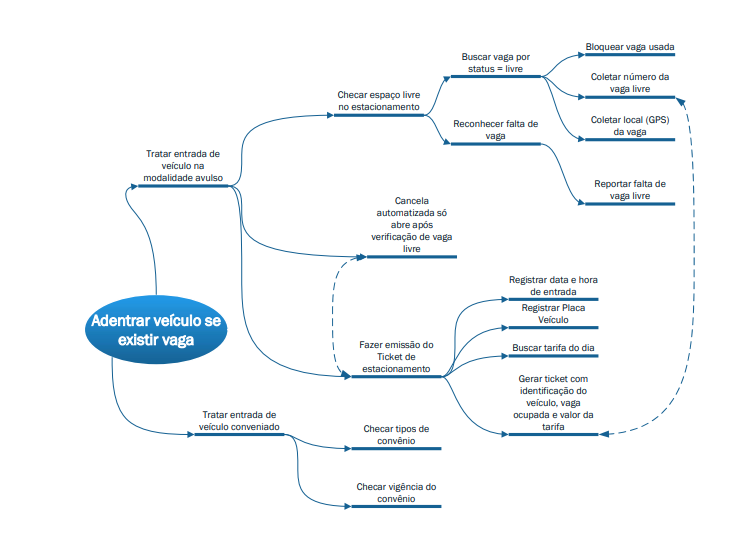 Bloquear vaga usada
Buscar vaga por
status = livre
Coletar número da
vaga livre
Checar espaço livre
no estacionamento
Coletar local (GPS)
da vaga
Reconhecer falta de
vaga
Tratar entrada de
veículo na
modalidade avulso
Reportar falta de
vaga livre
Cancela
automatizada só
abre após
verificação de vaga
livre
Adentrar veículo se
existir vaga
Registrar data e hora
de entrada
Registrar Placa
Veículo
Fazer emissão do
Ticket de
estacionamento
Buscar tarifa do dia
Gerar ticket com
identificação do
veículo, vaga
ocupada e valor da
tarifa
Tratar entrada de
veículo conveniado
Checar tipos de
convênio
Checar vigência do
convênio